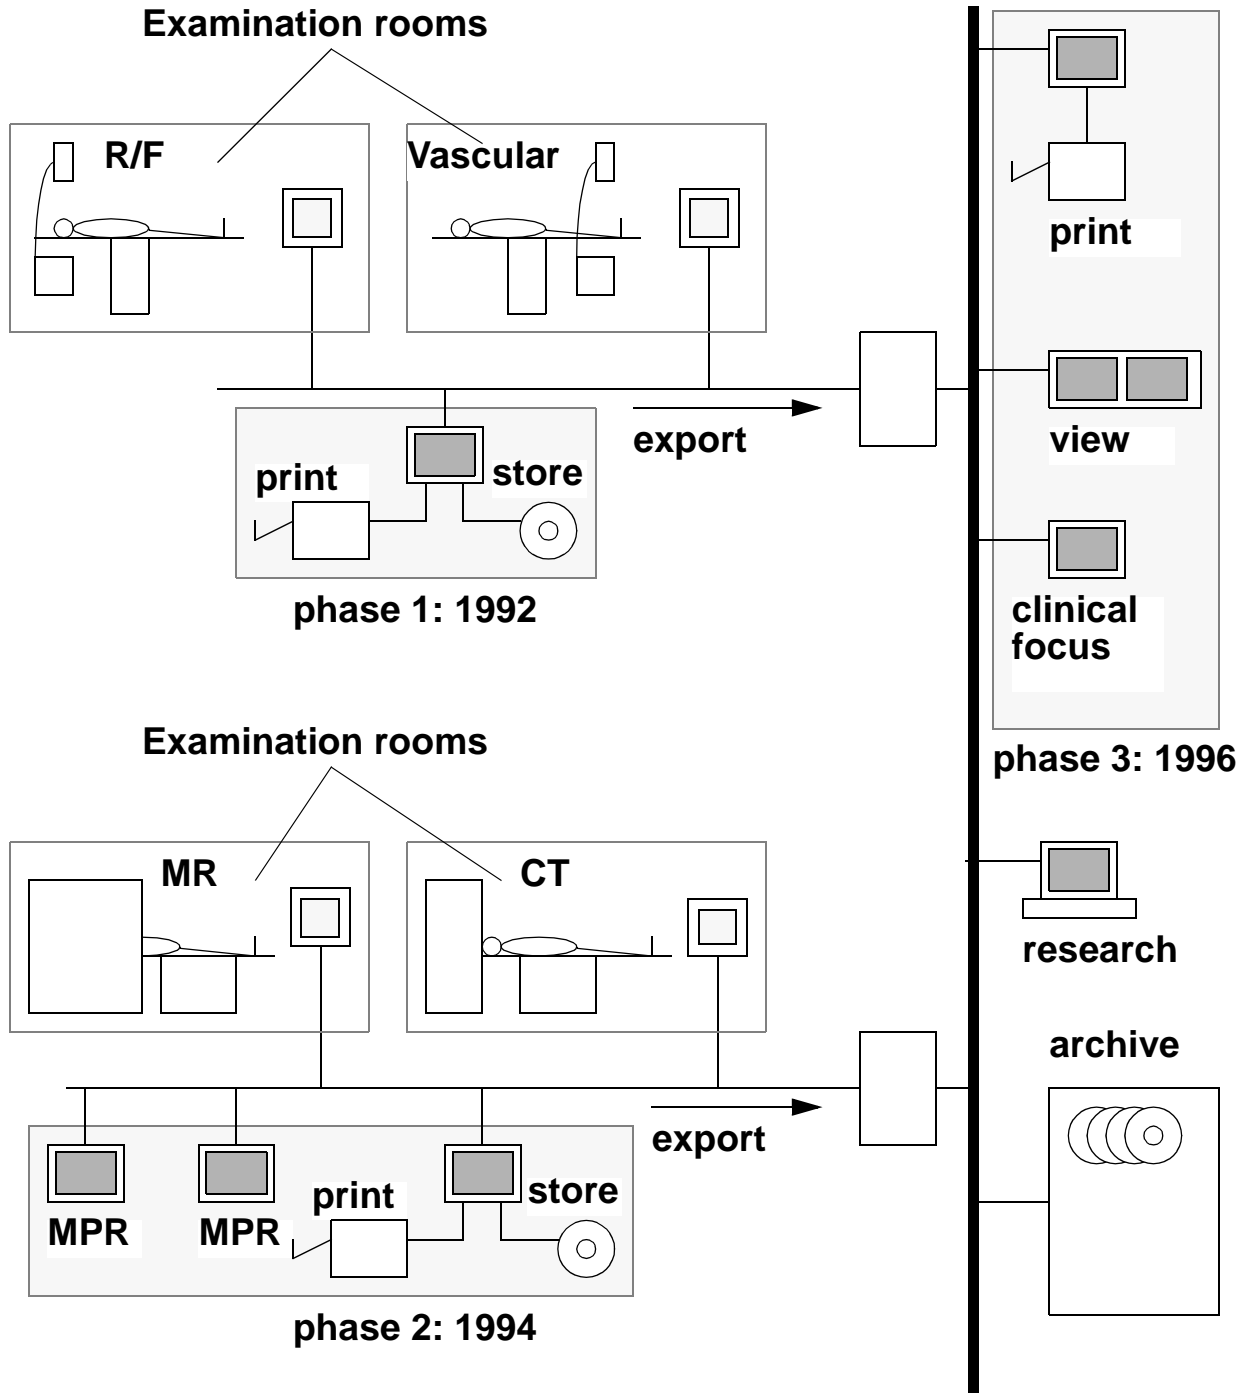 Examination rooms
R/F
Vascular
print
export
view
print
store
clinical
focus
phase 1: 1992
Examination rooms
phase 3: 1996
MR
CT
research
archive
export
print
store
MPR
MPR
phase 2: 1994